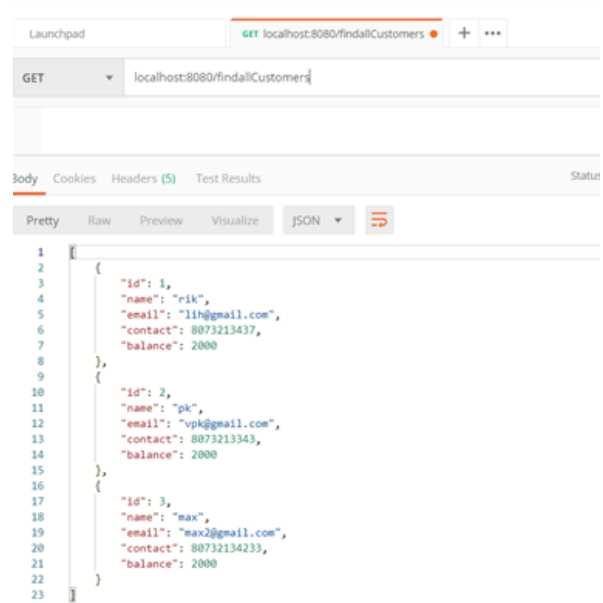 Launchpad
GET localhost:8080/findallCustomers
GET localhost:8080/findallCustomers
Body Cookies Headers (5) Test Results Status
Pretty Raw Preview Visualize JSON
1 [
2 {
3 "id": 1,
4 "name": "rik",
5 "email": "lih@gmail.com",
6 "contact": 8073213437,
7 "balance": 2000
8 },
9 {
10 "id": 2,
11 "name": "pk",
12 "email": "vpk@gmail.com",
13 "contact": 8073213343,
14 "balance": 2000
15 },
16 {
17 "id": 3,
18 "name": "max",
19 "email": "max2@gmail.com",
20 "contact": 80732134233,
21 "balance": 2000
22 }
23 ]